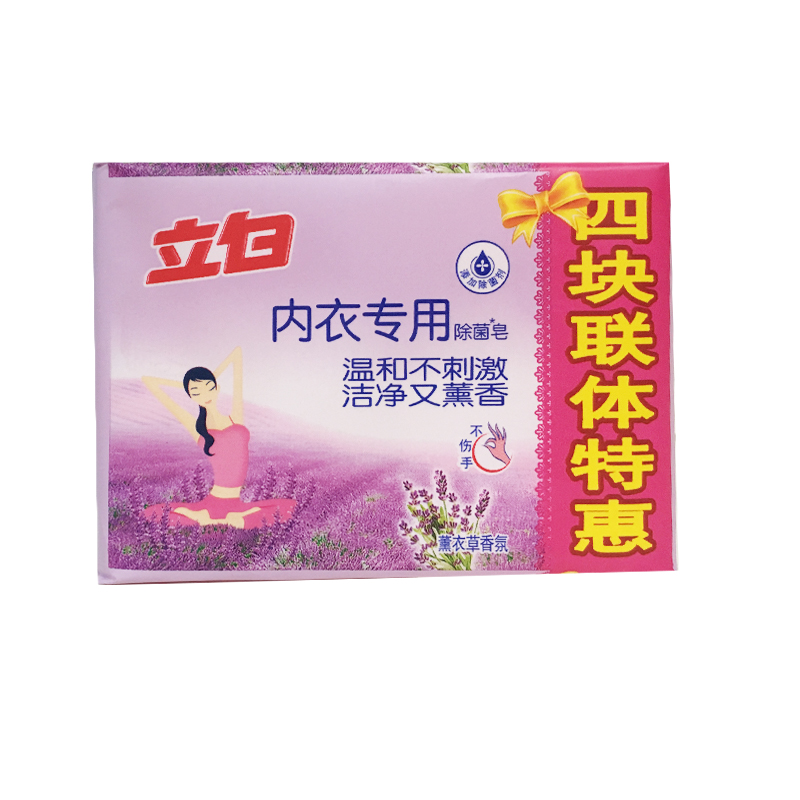 立白
添加除菌剂
内衣专用除菌*皂
温和不刺激
洁净又薰香
不伤手
薰衣草香氛
四块联体特惠